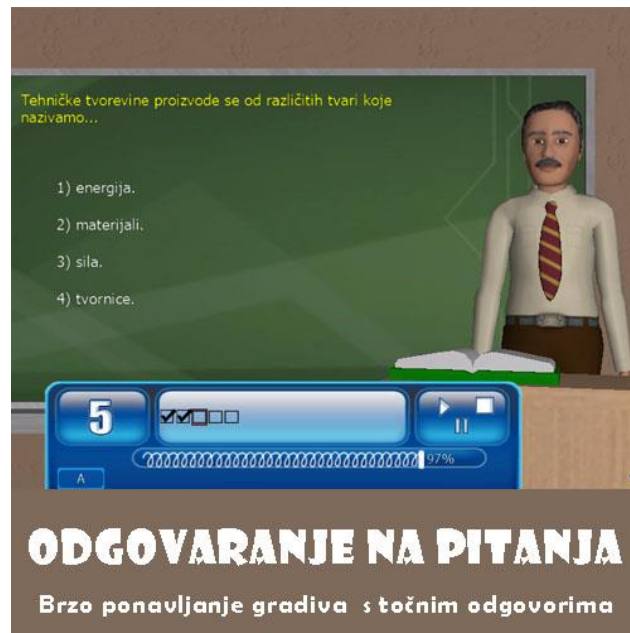 Tehničke tvorevine proizvode se od različitih tvari koje
nazivamo...
1) energija.
2) materijali.
3) sila.
4) tvornice.
5
97%
A
ODGOVARANJE NA PITANJA
Brzo ponavljanje gradiva s točnim odgovorima